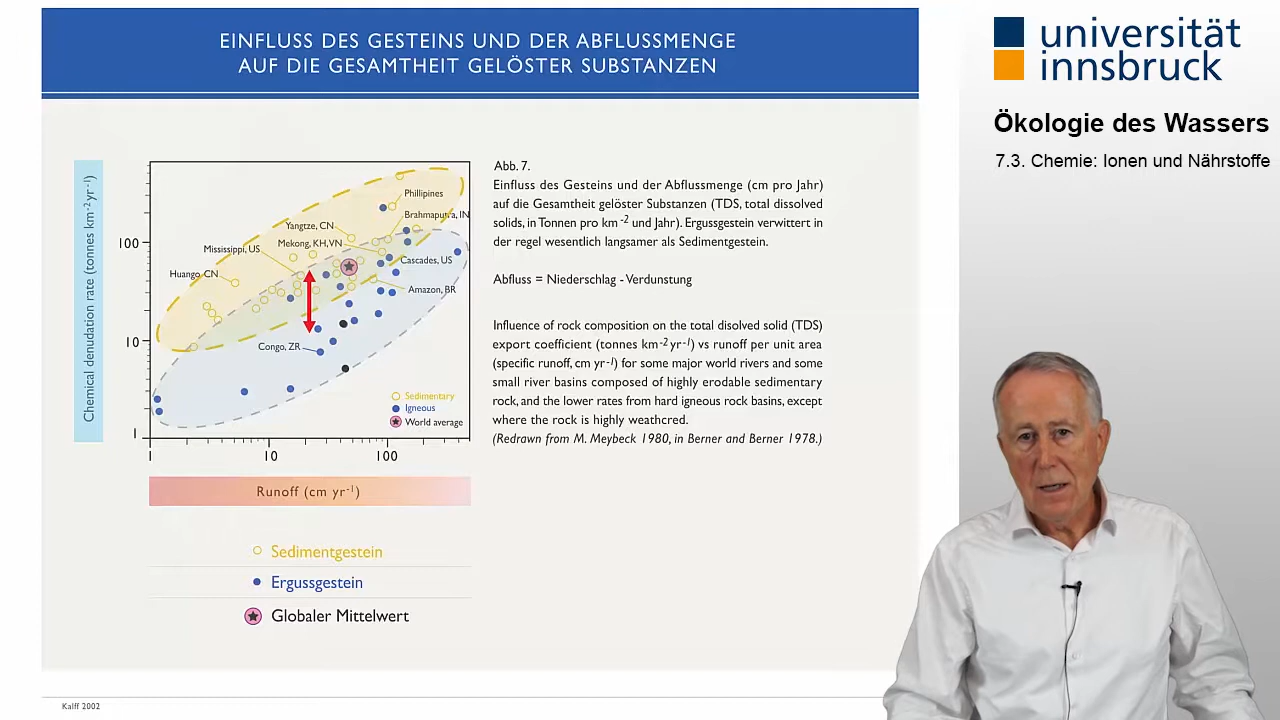 EINFLUSS DES GESTEINS UND DER ABFLUSSMENGE
AUF DIE GESAMTHEIT GELÖSTER SUBSTANZEN
universität
innsbruck
Ökologie des Wassers
7.3. Chemie: Ionen und Nährstoffe
Chemical denudation rate (tonnes km-2 yr-1)
100
10
1
Phillipines
Brahmaputra, IN
Yangtze, CN
Mekong, KH,VN
Mississippi, US
Cascades, US
Huango, CN
Amazon, BR
Congo, ZR
Sedimentary
Igneous
World average
1
10
100
Runoff (cm yr-1)
Sedimentgestein
Ergussgestein
Globaler Mittelwert
Abb. 7.
Einfluss des Gesteins und der Abflussmenge (cm pro Jahr)
auf die Gesamtheit gelöster Substanzen (TDS, total dissolved
solids, in Tonnen pro km -2 und Jahr). Ergussgestein verwittert in
der regel wesentlich langsamer als Sedimentgestein.
Abfluss = Niederschlag - Verdunstung
Influence of rock composition on the total disolved solid (TDS)
export coefficient (tonnes km-2 yr-1) vs runoff per unit area
(specific runoff, cm yr-1) for some major world rivers and some
small river basins composed of highly erodable sedimentary
rock, and the lower rates from hard igneous rock basins, except
where the rock is highly weathcred.
(Redrawn from M. Meybeck 1980, in Berner and Berner 1978.)
Kalff 2002